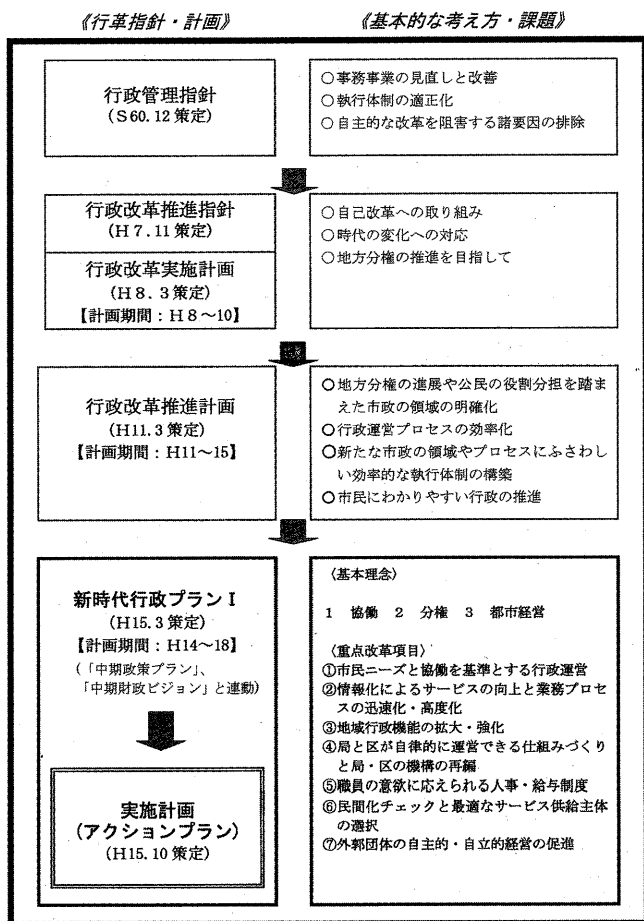 《行革指針・計画》
《基本的な考え方・課題》
行政管理指針
(S60.12策定)
○事務事業の見直しと改善
○執行体制の適正化
○自主的な改革を阻害する諸要因の排除
行政改革推進指針
(H7.11策定)
行政改革実施計画
(H8.3策定)
【計画期間:H8~10】
○自己改革への取り組み
○時代の変化への対応
○地方分権の推進を目指して
行政改革推進計画
(H11.3策定)
【計画期間:H11~15】
○地方分権の進展や公民の役割分担を踏ま
えた市政の領域の明確化
○行政運営プロセスの効率化
○新たな市政の領域やプロセスにふさわし
い効率的な執行体制の構築
○市民にわかりやすい行政の推進
新時代行政プランⅠ
(H15.3策定)
【計画期間:H14~18】
(「中期政策プラン」、
「中期財政ビジョン」と連動)
実施計画
(アクションプラン)
(H15.10策定)
〈基本理念〉
1 協働 2 分権 3 都市経営
〈重点改革項目〉
①市民ニーズと協働を基準とする行政運営
②情報化によるサービスの向上と業務プロセ
スの迅速化・高度化
③地域行政機能の拡大・強化
④局と区が自律的に運営できる仕組みづくり
と局・区の機構の再編
⑤職員の意欲に応えられる人事・給与制度
⑥民間化チェックと最適なサービス供給主体
の選択
⑦外郭団体の自主的・自立的経営の促進